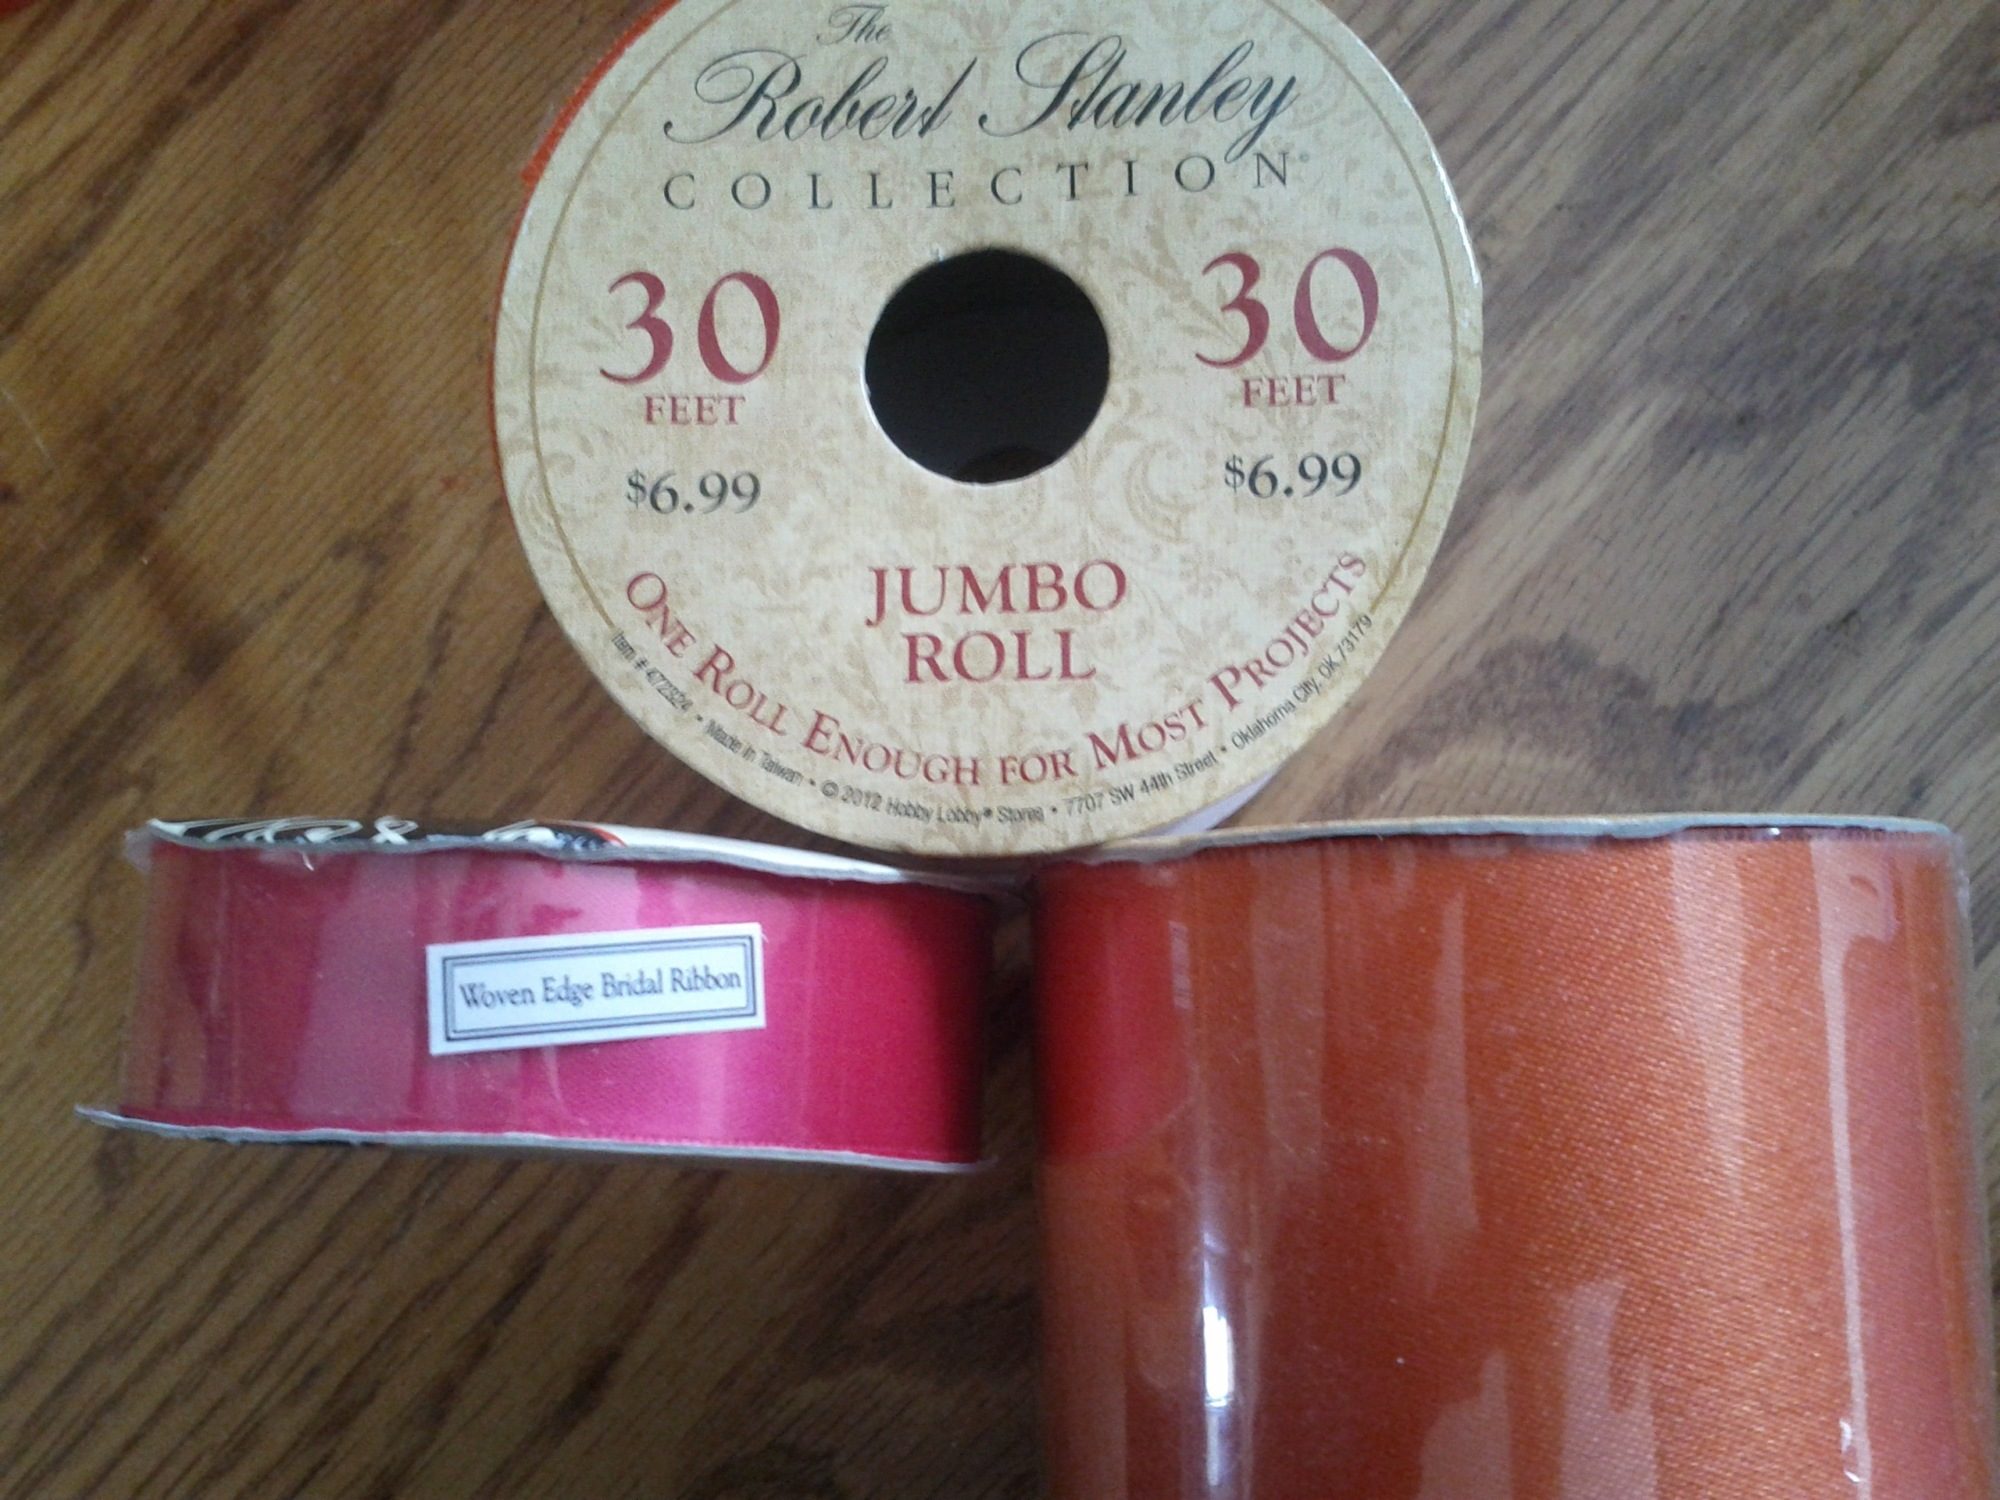 The
Robert Stanley
COLLECTION
30
FEET
$6.99
30
FEET
$6.99
JUMBO
ROLL
ONE ROLL ENOUGH FOR MOST PROJECTS
Item # 472324 • Made in Taiwan • © 2012 Hobby Lobby® Stores • 7707 SW 44th Street • Oklahoma City, OK 73179
Woven Edge Bridal Ribbon